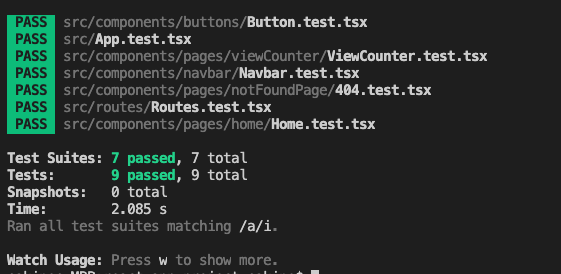 PASS src/components/buttons/Button.test.tsx
PASS src/App.test.tsx
PASS src/components/pages/viewCounter/ViewCounter.test.tsx
PASS src/components/navbar/Navbar.test.tsx
PASS src/components/pages/notFoundPage/404.test.tsx
PASS src/routes/Routes.test.tsx
PASS src/components/pages/home/Home.test.tsx
Test Suites: 7 passed, 7 total
Tests: 9 passed, 9 total
Snapshots: 0 total
Time: 2.085 s
Ran all test suites matching /a/i.
Watch Usage: Press w to show more.